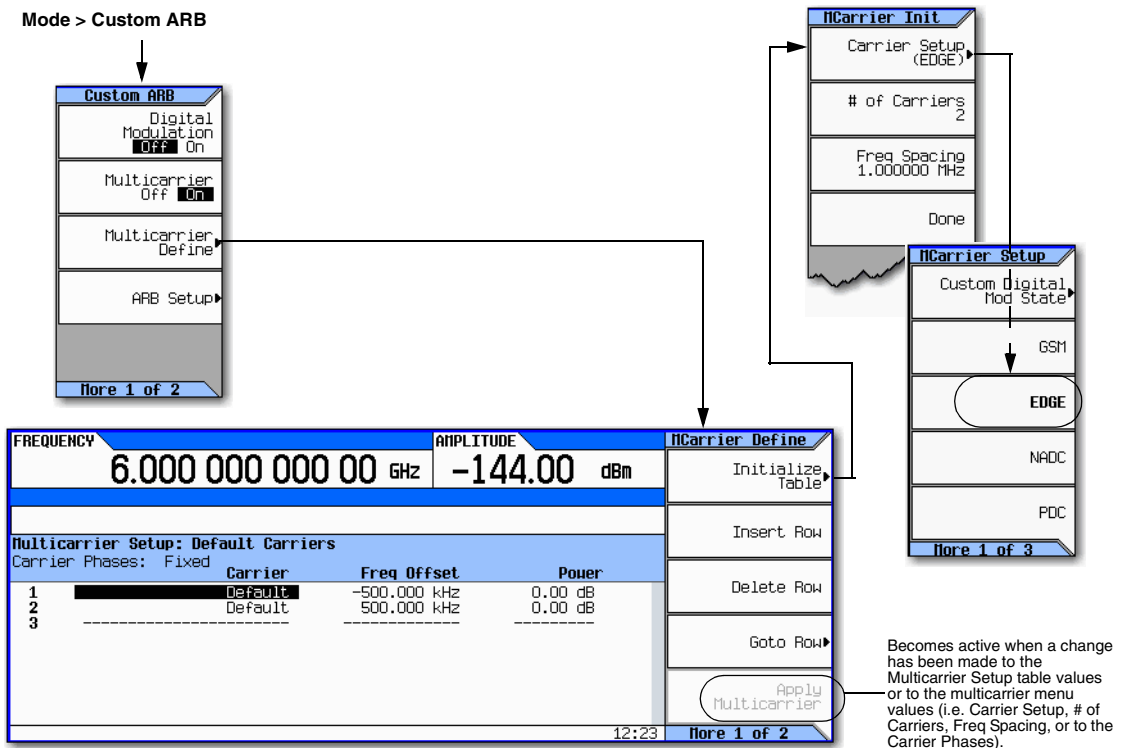 Mode > Custom ARB
Custom ARB
Digital
Modulation
Off On
Multicarrier
Off On
Multicarrier
Define
ARB Setup
More 1 of 2
MCarrier Init
Carrier Setup
(EDGE)
# of Carriers
2
Freq Spacing
1.000000 MHz
Done
MCarrier Setup
Custom Digital
Mod State
GSM
EDGE
NADC
PDC
More 1 of 3
FREQUENCY
6.000 000 000 00 GHz
AMPLITUDE
-144.00 dBm
Multicarrier Setup: Default Carriers
Carrier Phases: Fixed
Carrier Freq Offset Power
1 Default -500.000 kHz 0.00 dB
2 Default 500.000 kHz 0.00 dB
3 ---------------------- ------------- ---------
12:23
MCarrier Define
Initialize
Table
Insert Row
Delete Row
Goto Row
Apply
Multicarrier
More 1 of 2
Becomes active when a change
has been made to the
Multicarrier Setup table values
or to the multicarrier menu
values (i.e. Carrier Setup, # of
Carriers, Freq Spacing, or to the
Carrier Phases).